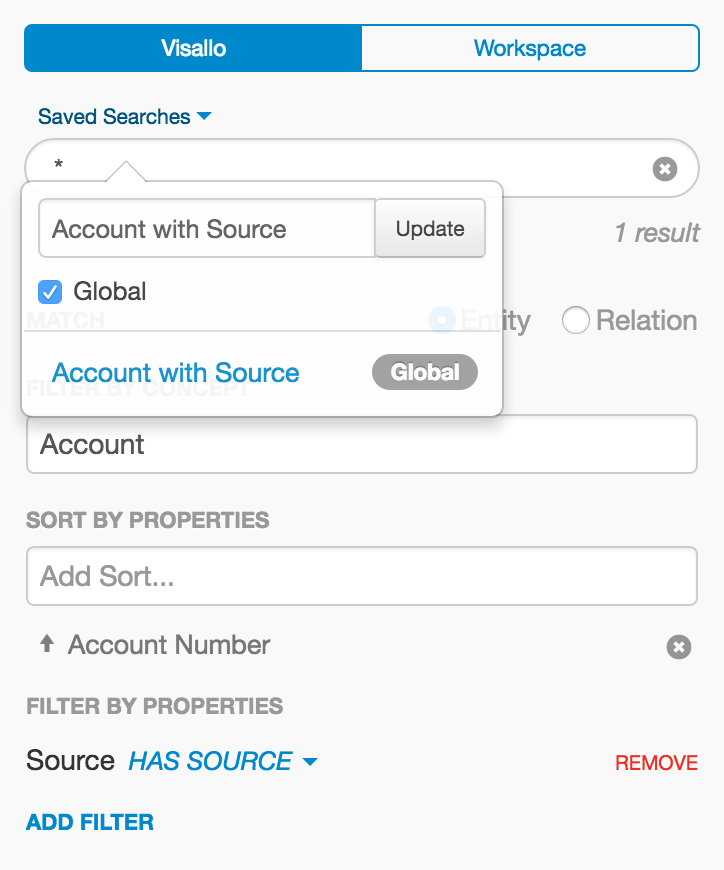 Visallo
Workspace
Saved Searches
*
Account with Source
Update
1 result
Global
MATCH
Entity
Relation
Account with Source
Global
FILTER BY CONCEPT
Account
SORT BY PROPERTIES
Add Sort...
Account Number
FILTER BY PROPERTIES
Source HAS SOURCE
REMOVE
ADD FILTER